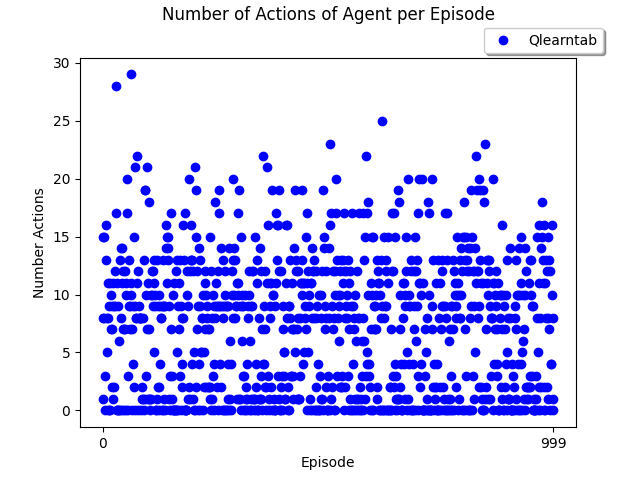 Number of Actions of Agent per Episode
Qlearntab
30
25
20
15
10
5
0
Number Actions
0
999
Episode